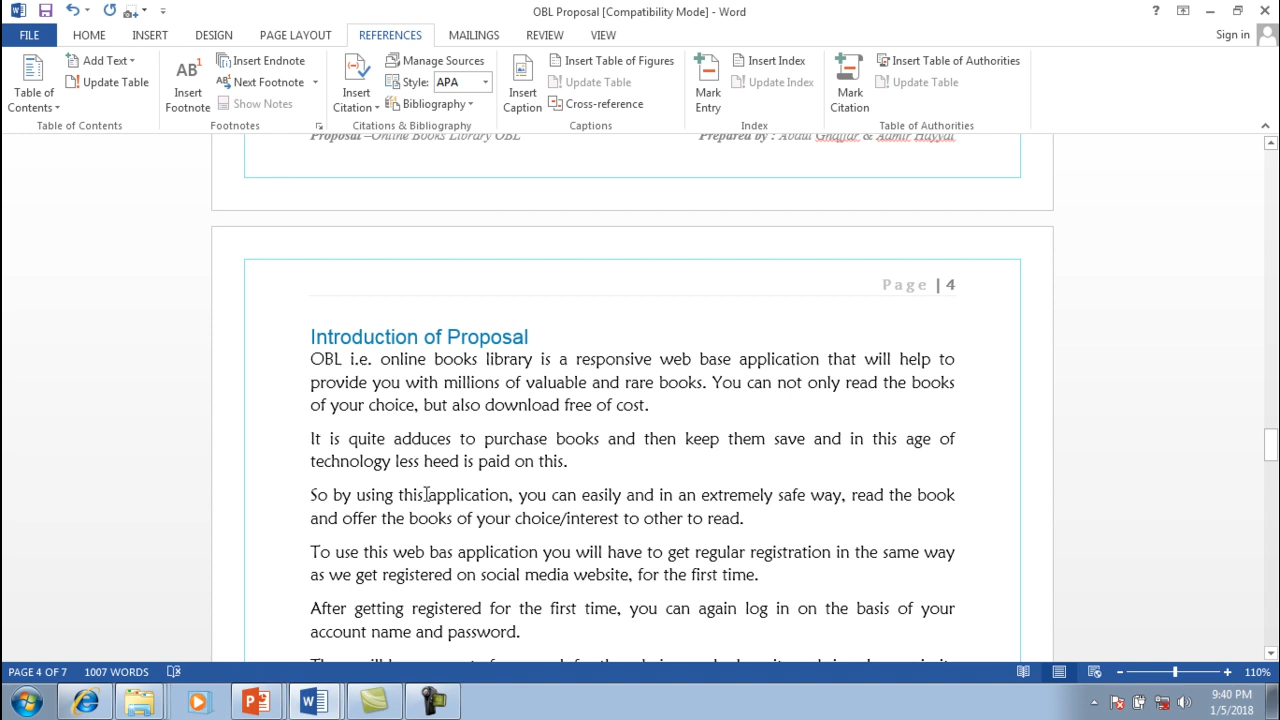 OBL Proposal [Compatibility Mode] - Word
FILE HOME INSERT DESIGN PAGE LAYOUT REFERENCES MAILINGS REVIEW VIEW Sign in
Table of Contents
Add Text
Update Table
Table of Contents
AB1
Insert Footnote
Insert Endnote
Next Footnote
Show Notes
Footnotes
Insert Citation
Manage Sources
Style: APA
Bibliography
Citations & Bibliography
Insert Caption
Insert Table of Figures
Update Table
Cross-reference
Captions
Mark Entry
Insert Index
Update Index
Index
Mark Citation
Insert Table of Authorities
Update Table
Table of Authorities
Proposal –Online Books Library OBL Prepared by : Abdul Ghaffar & Aamir Hayyat
Page | 4
Introduction of Proposal
OBL i.e. online books library is a responsive web base application that will help to
provide you with millions of valuable and rare books. You can not only read the books
of your choice, but also download free of cost.
It is quite adduces to purchase books and then keep them save and in this age of
technology less heed is paid on this.
So by using this application, you can easily and in an extremely safe way, read the book
and offer the books of your choice/interest to other to read.
To use this web bas application you will have to get regular registration in the same way
as we get registered on social media website, for the first time.
After getting registered for the first time, you can again log in on the basis of your
account name and password.
PAGE 4 OF 7 1007 WORDS 110%
9:40 PM
1/5/2018